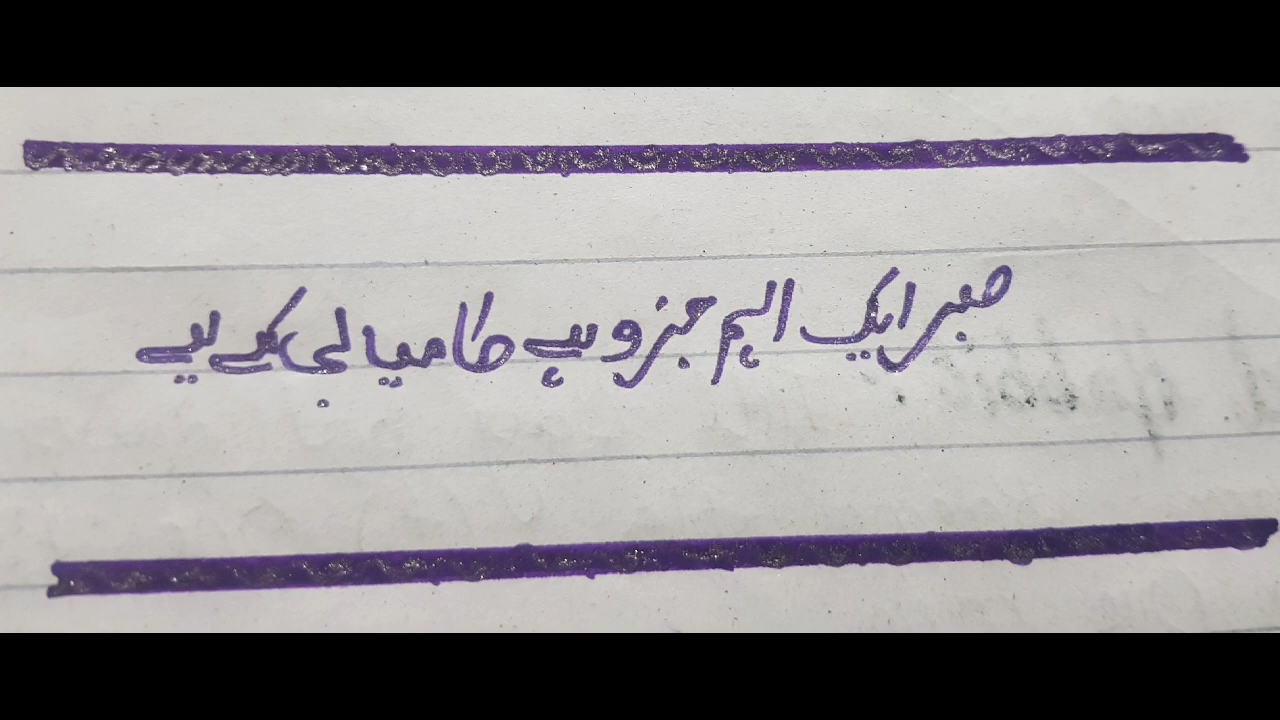 صبر ایک اہم جزو ہے کامیابی کے لیے